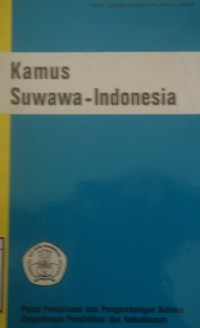 Kamus
Suwawa-Indonesia
Pusat Pembinaan dan Pengembangan Bahasa
Departemen Pendidikan dan Kebudayaan